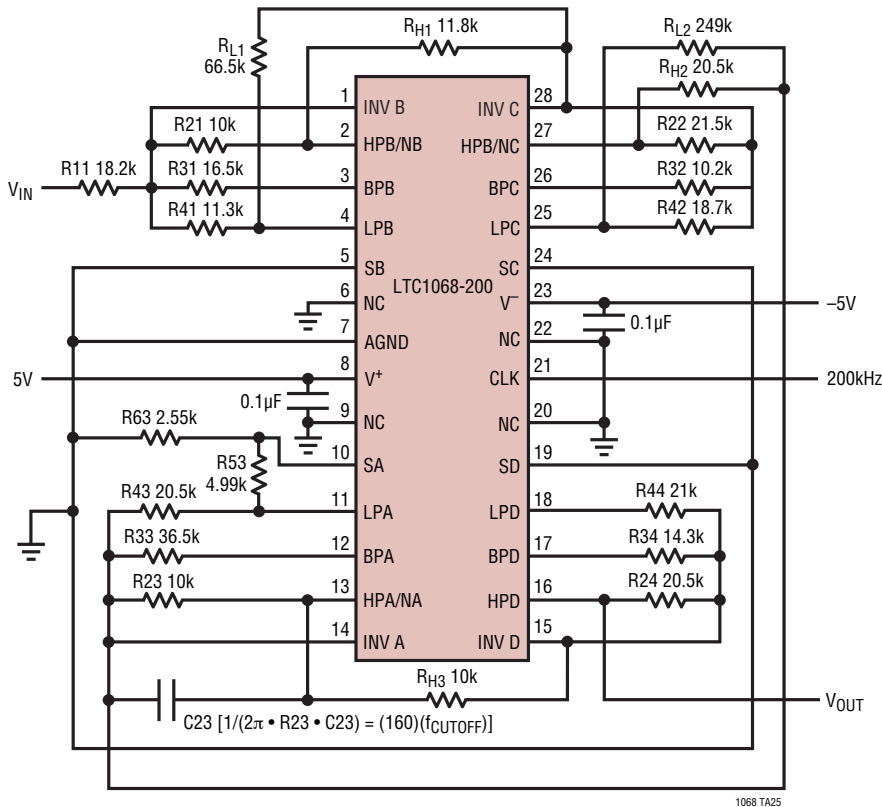 RL1
66.5k
RH1 11.8k
RL2 249k
RH2 20.5k
1
INV B
INV C
28
R21 10k
2
HPB/NB
HPB/NC
27
R22 21.5k
R11 18.2k
VIN
R31 16.5k
3
BPB
BPC
26
R32 10.2k
R41 11.3k
4
LPB
LPC
25
R42 18.7k
5
SB
SC
24
LTC1068-200
6
NC
V–
23
–5V
0.1µF
7
AGND
NC
22
5V
8
V+
CLK
21
200kHz
0.1µF
9
NC
NC
20
R63 2.55k
10
SA
SD
19
R53
4.99k
R43 20.5k
11
LPA
LPD
18
R44 21k
R33 36.5k
12
BPA
BPD
17
R34 14.3k
R23 10k
13
HPA/NA
HPD
16
R24 20.5k
14
INV A
INV D
15
RH3 10k
VOUT
C23 [1/(2π • R23 • C23) = (160)(fCUTOFF)]
1068 TA25